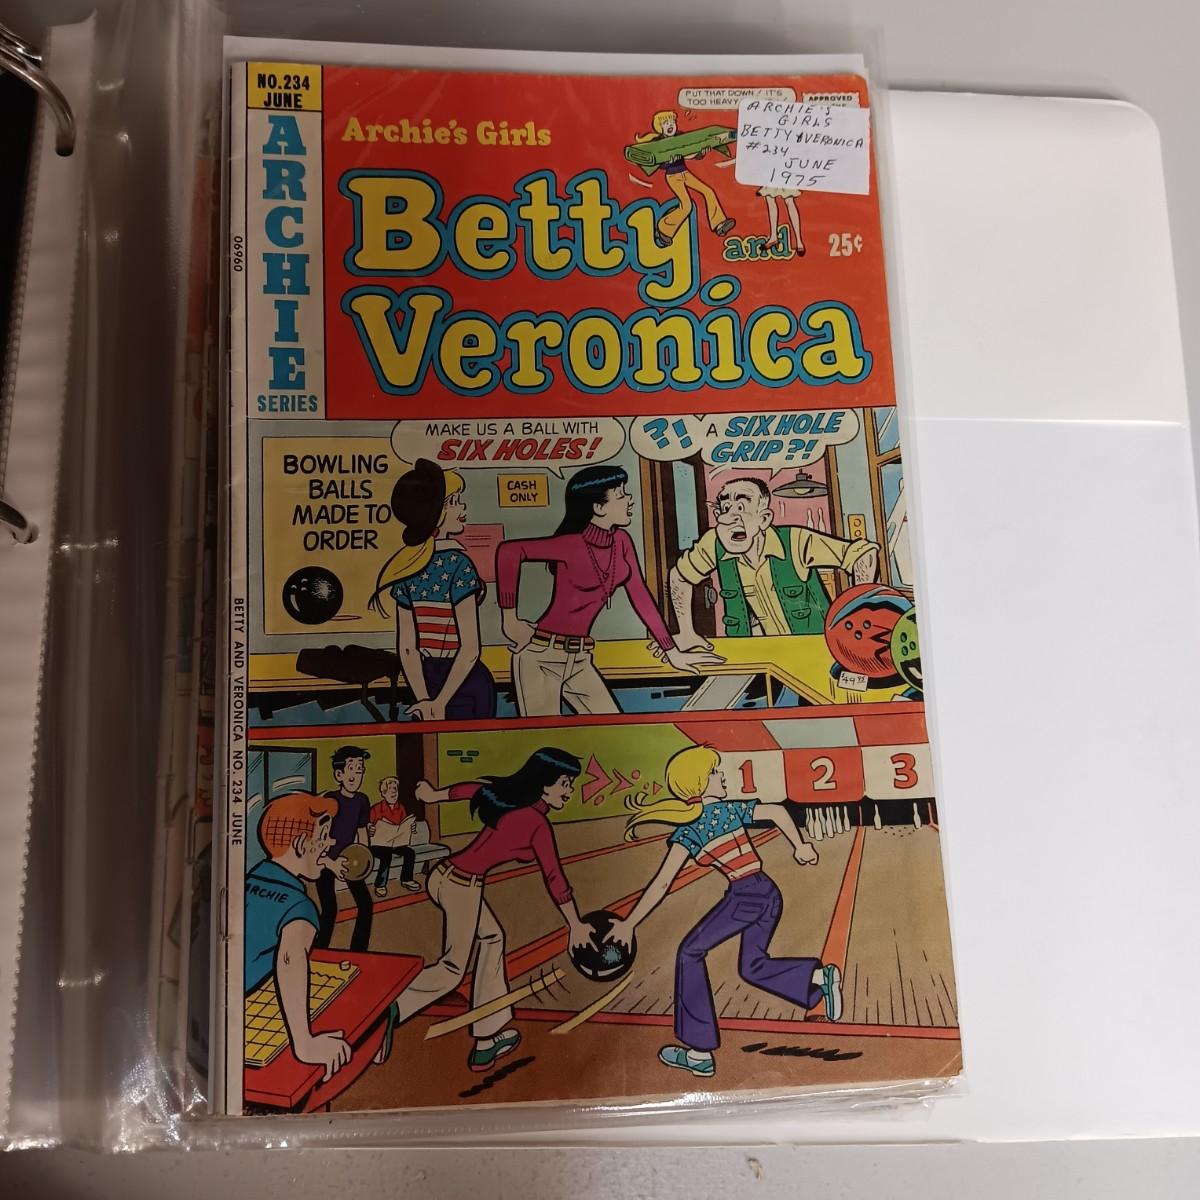 NO.234
JUNE
ARCHIE
SERIES
06960
BETTY AND VERONICA NO. 234 JUNE
Archie's Girls
PUT THAT DOWN! IT'S
TOO HEAVY
APPROVED
ARCHIE'S
GIRLS
BETTY & VERONICA
#234
JUNE
1975
Betty
and
25¢
Veronica
MAKE US A BALL WITH
SIX HOLES!
?! A SIX HOLE
GRIP?!
BOWLING
BALLS
MADE TO
ORDER
CASH
ONLY
$49.95
1 2 3
ARCHIE